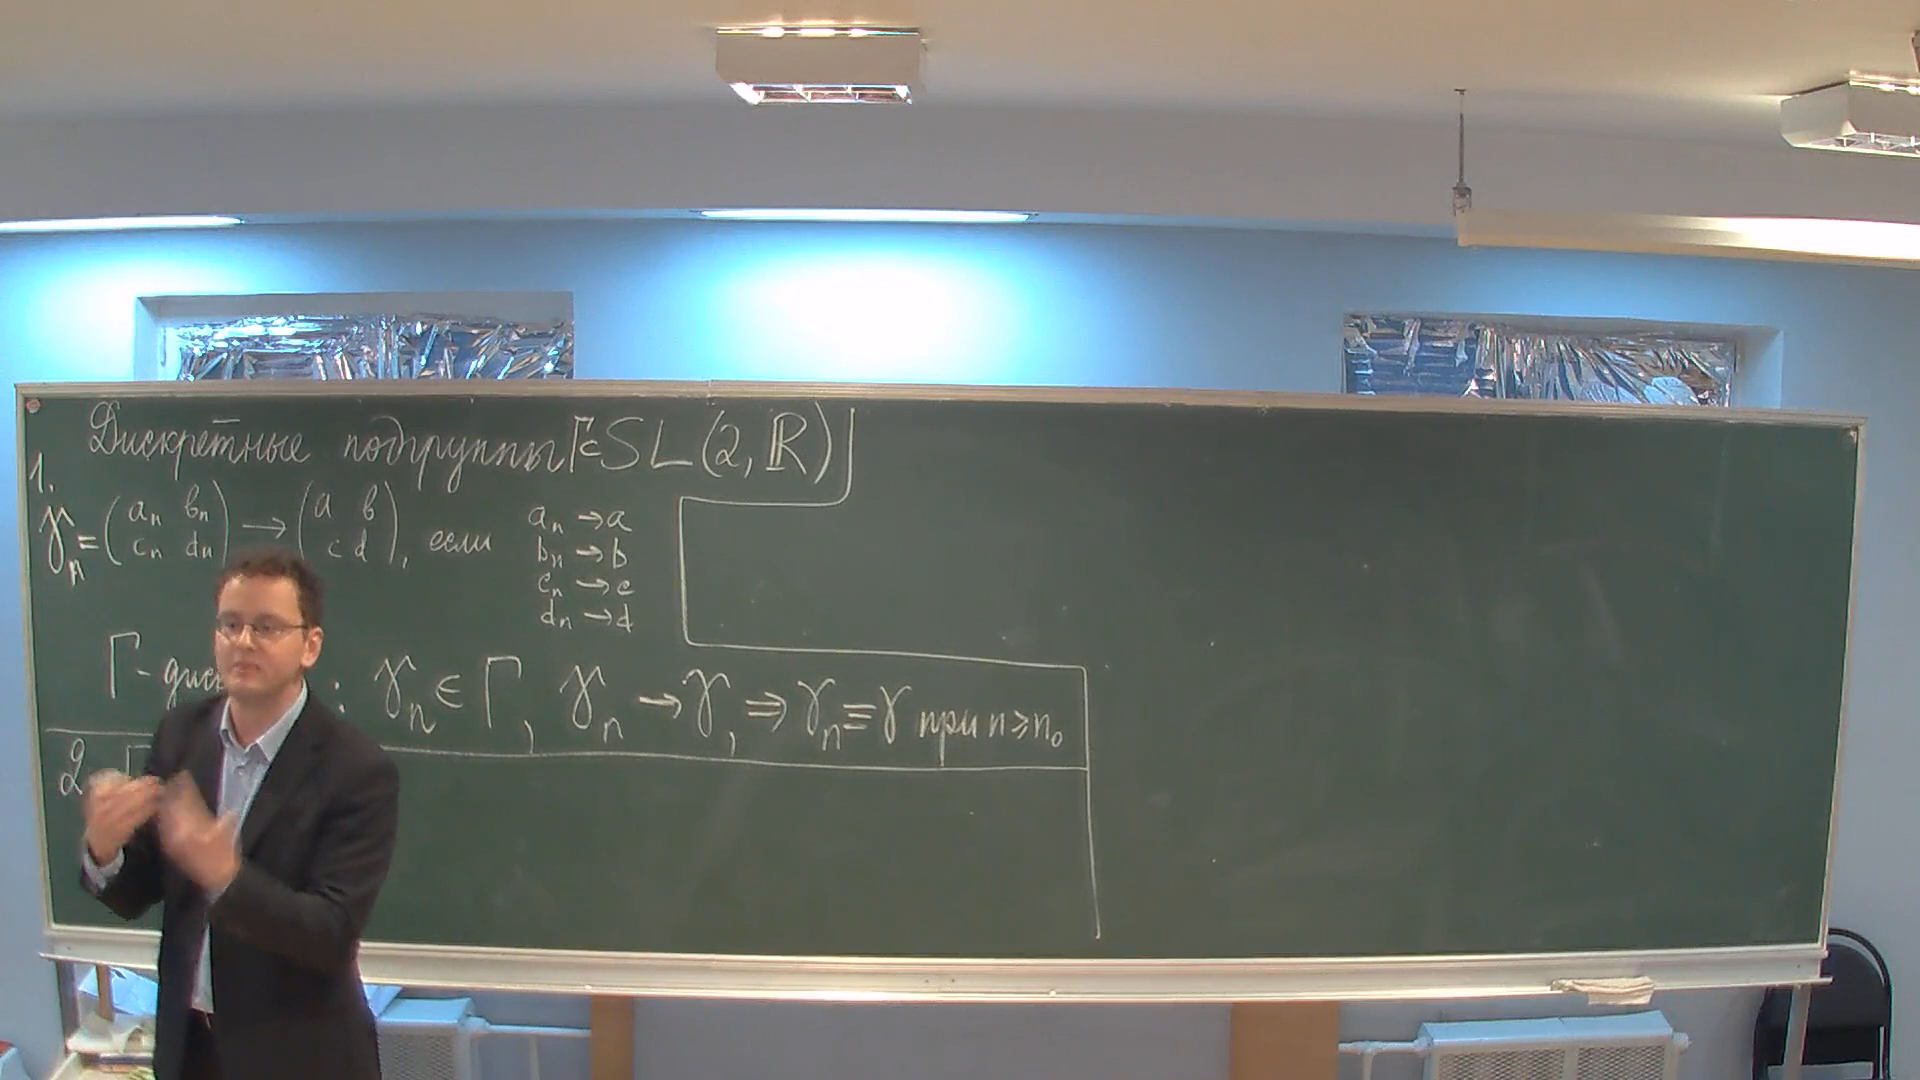 Дискретные подгруппы Γ⊂SL(2,ℝ)
1.
γₙ=(aₙ вₙ cₙ dₙ)→(a в c d), если
aₙ→a
bₙ→b
cₙ→c
dₙ→d
Γ- : γₙ∈Γ, γₙ→γ, ⇒γₙ≡γ при n≥n₀
2